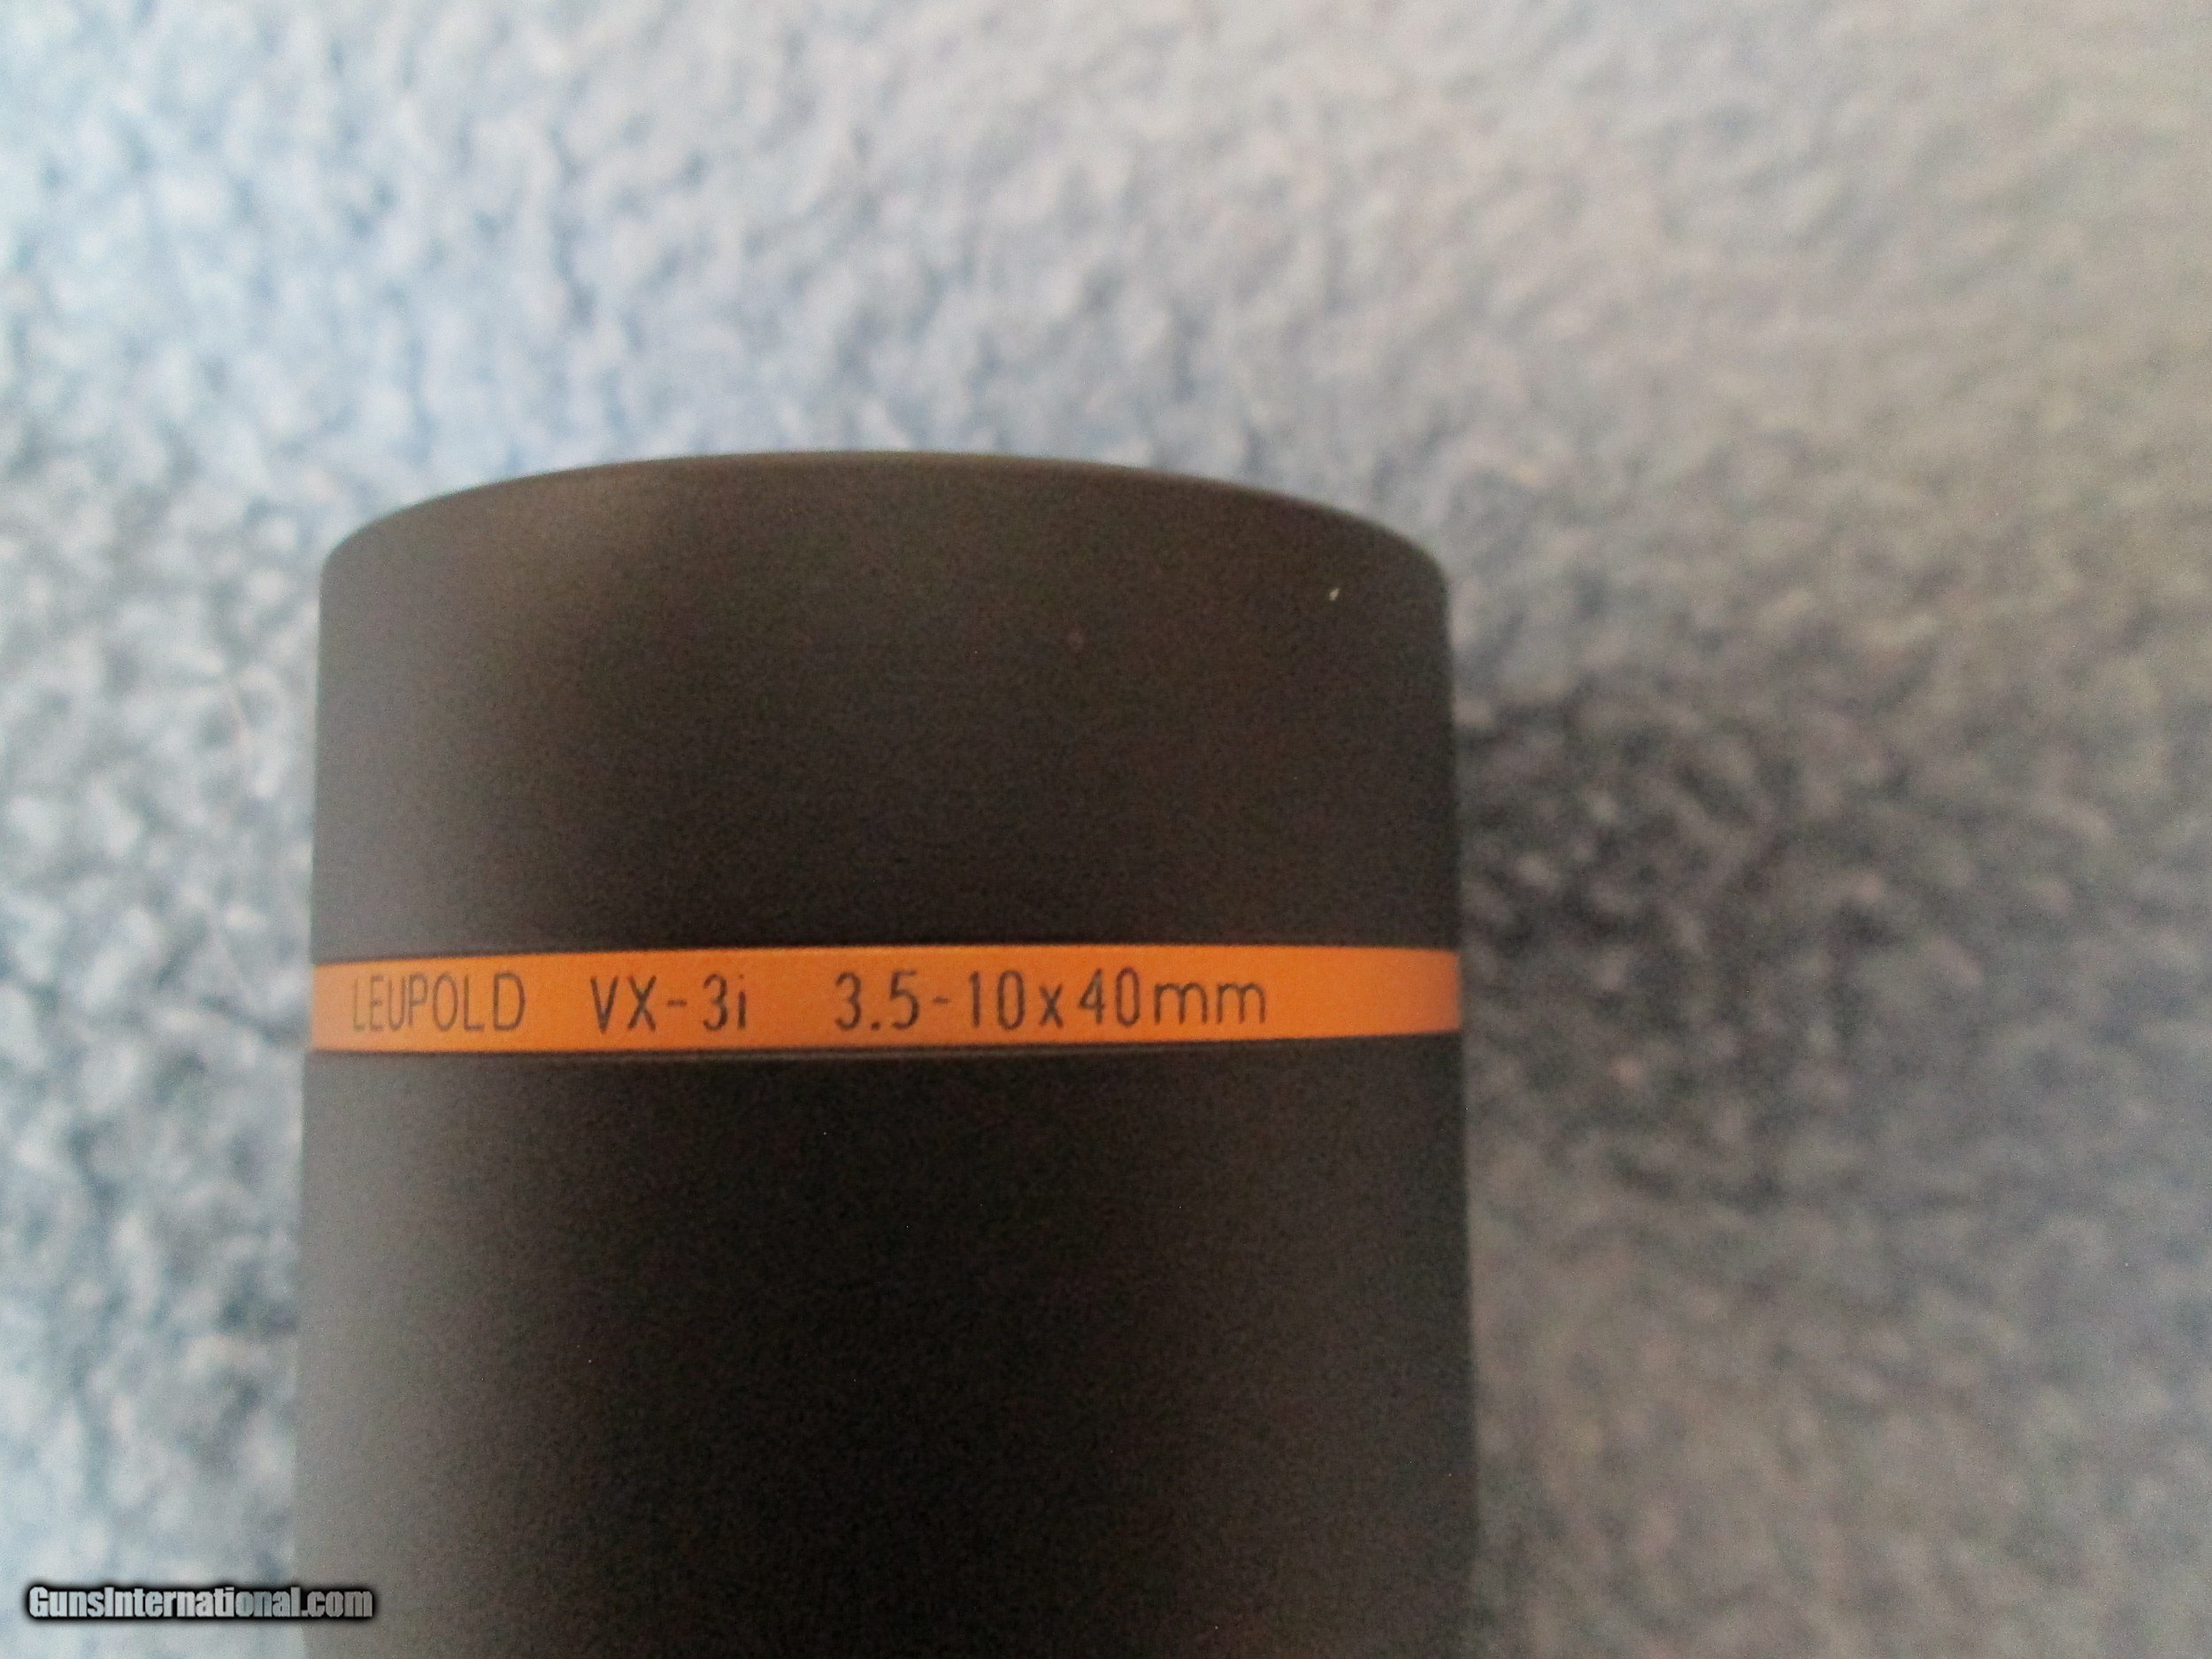 LEUPOLD VX-3i 3.5-10x40mm
GunsInternational.com